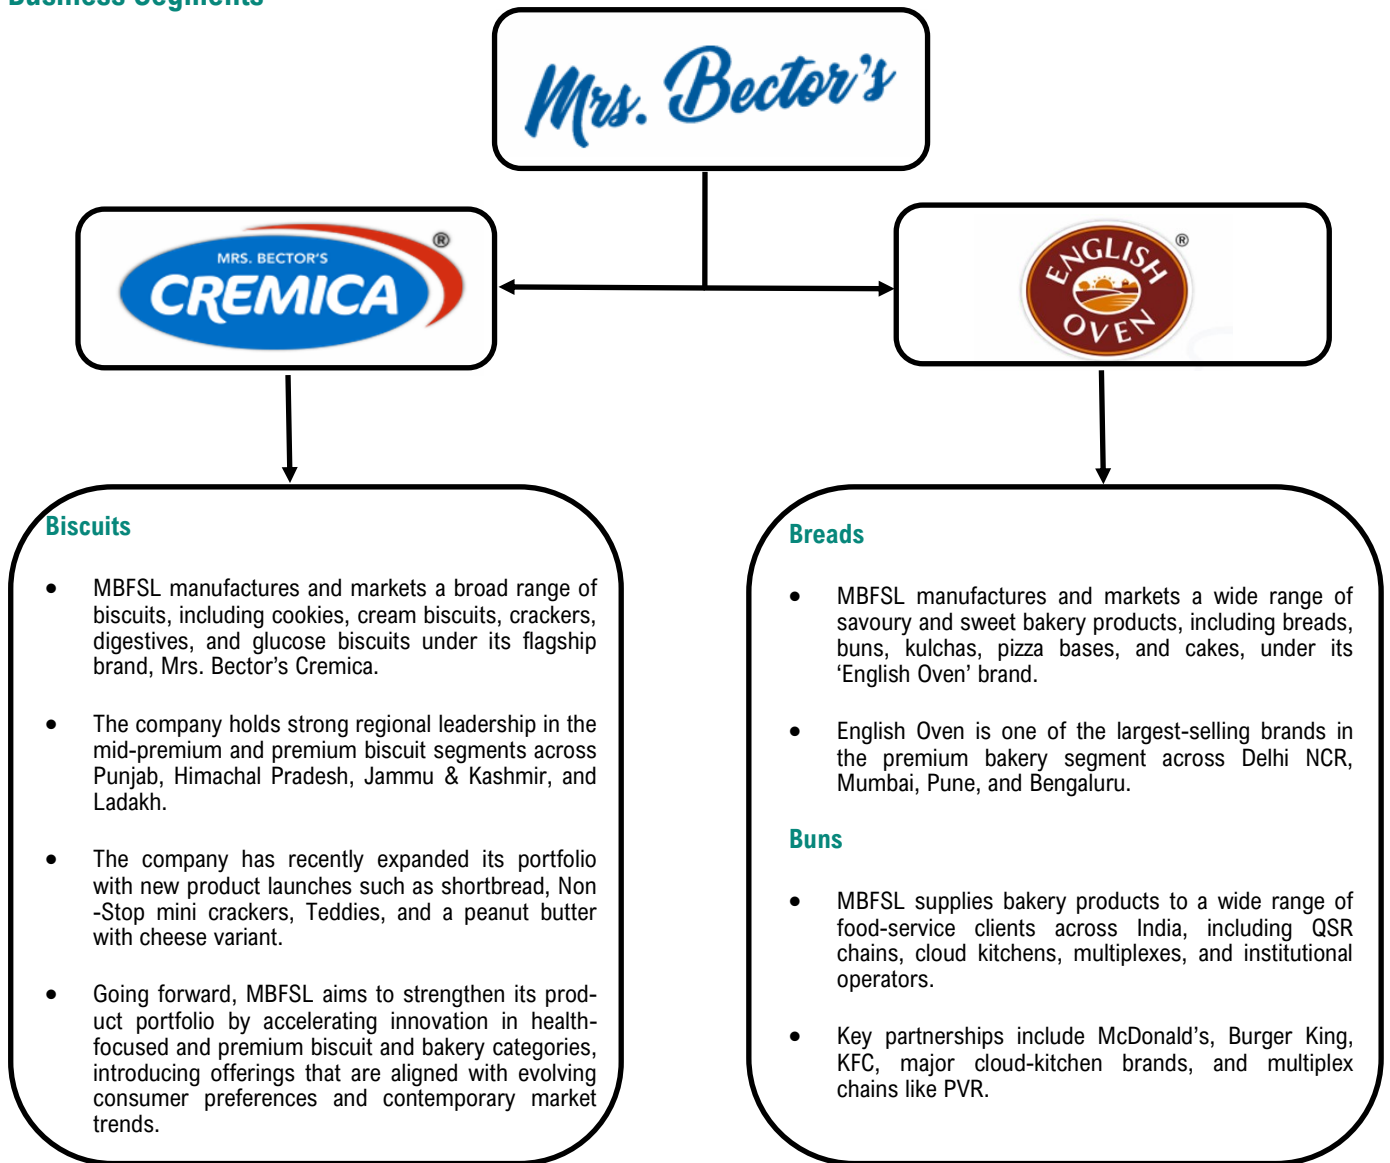 Business Segments
Mrs. Bector's
MRS. BECTOR'S
CREMICA
®
ENGLISH
OVEN
®
Biscuits
• MBFSL manufactures and markets a broad range of
biscuits, including cookies, cream biscuits, crackers,
digestives, and glucose biscuits under its flagship
brand, Mrs. Bector’s Cremica.
• The company holds strong regional leadership in the
mid-premium and premium biscuit segments across
Punjab, Himachal Pradesh, Jammu & Kashmir, and
Ladakh.
• The company has recently expanded its portfolio
with new product launches such as shortbread, Non
-Stop mini crackers, Teddies, and a peanut butter
with cheese variant.
• Going forward, MBFSL aims to strengthen its prod-
uct portfolio by accelerating innovation in health-
focused and premium biscuit and bakery categories,
introducing offerings that are aligned with evolving
consumer preferences and contemporary market
trends.
Breads
• MBFSL manufactures and markets a wide range of
savoury and sweet bakery products, including breads,
buns, kulchas, pizza bases, and cakes, under its
‘English Oven’ brand.
• English Oven is one of the largest-selling brands in
the premium bakery segment across Delhi NCR,
Mumbai, Pune, and Bengaluru.
Buns
• MBFSL supplies bakery products to a wide range of
food-service clients across India, including QSR
chains, cloud kitchens, multiplexes, and institutional
operators.
• Key partnerships include McDonald’s, Burger King,
KFC, major cloud-kitchen brands, and multiplex
chains like PVR.